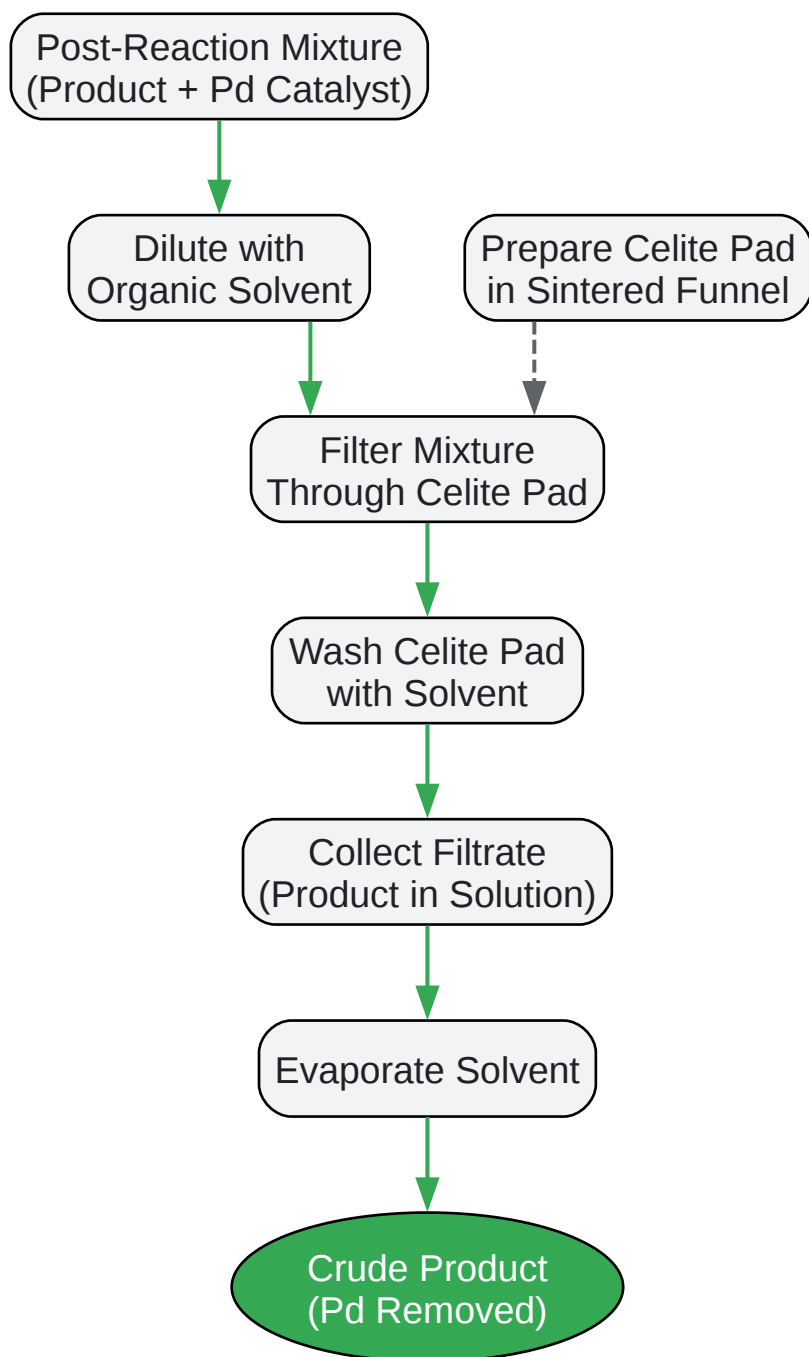 Post-Reaction Mixture
(Product + Pd Catalyst)
Dilute with
Organic Solvent
Prepare Celite Pad
in Sintered Funnel
Filter Mixture
Through Celite Pad
Wash Celite Pad
with Solvent
Collect Filtrate
(Product in Solution)
Evaporate Solvent
Crude Product
(Pd Removed)